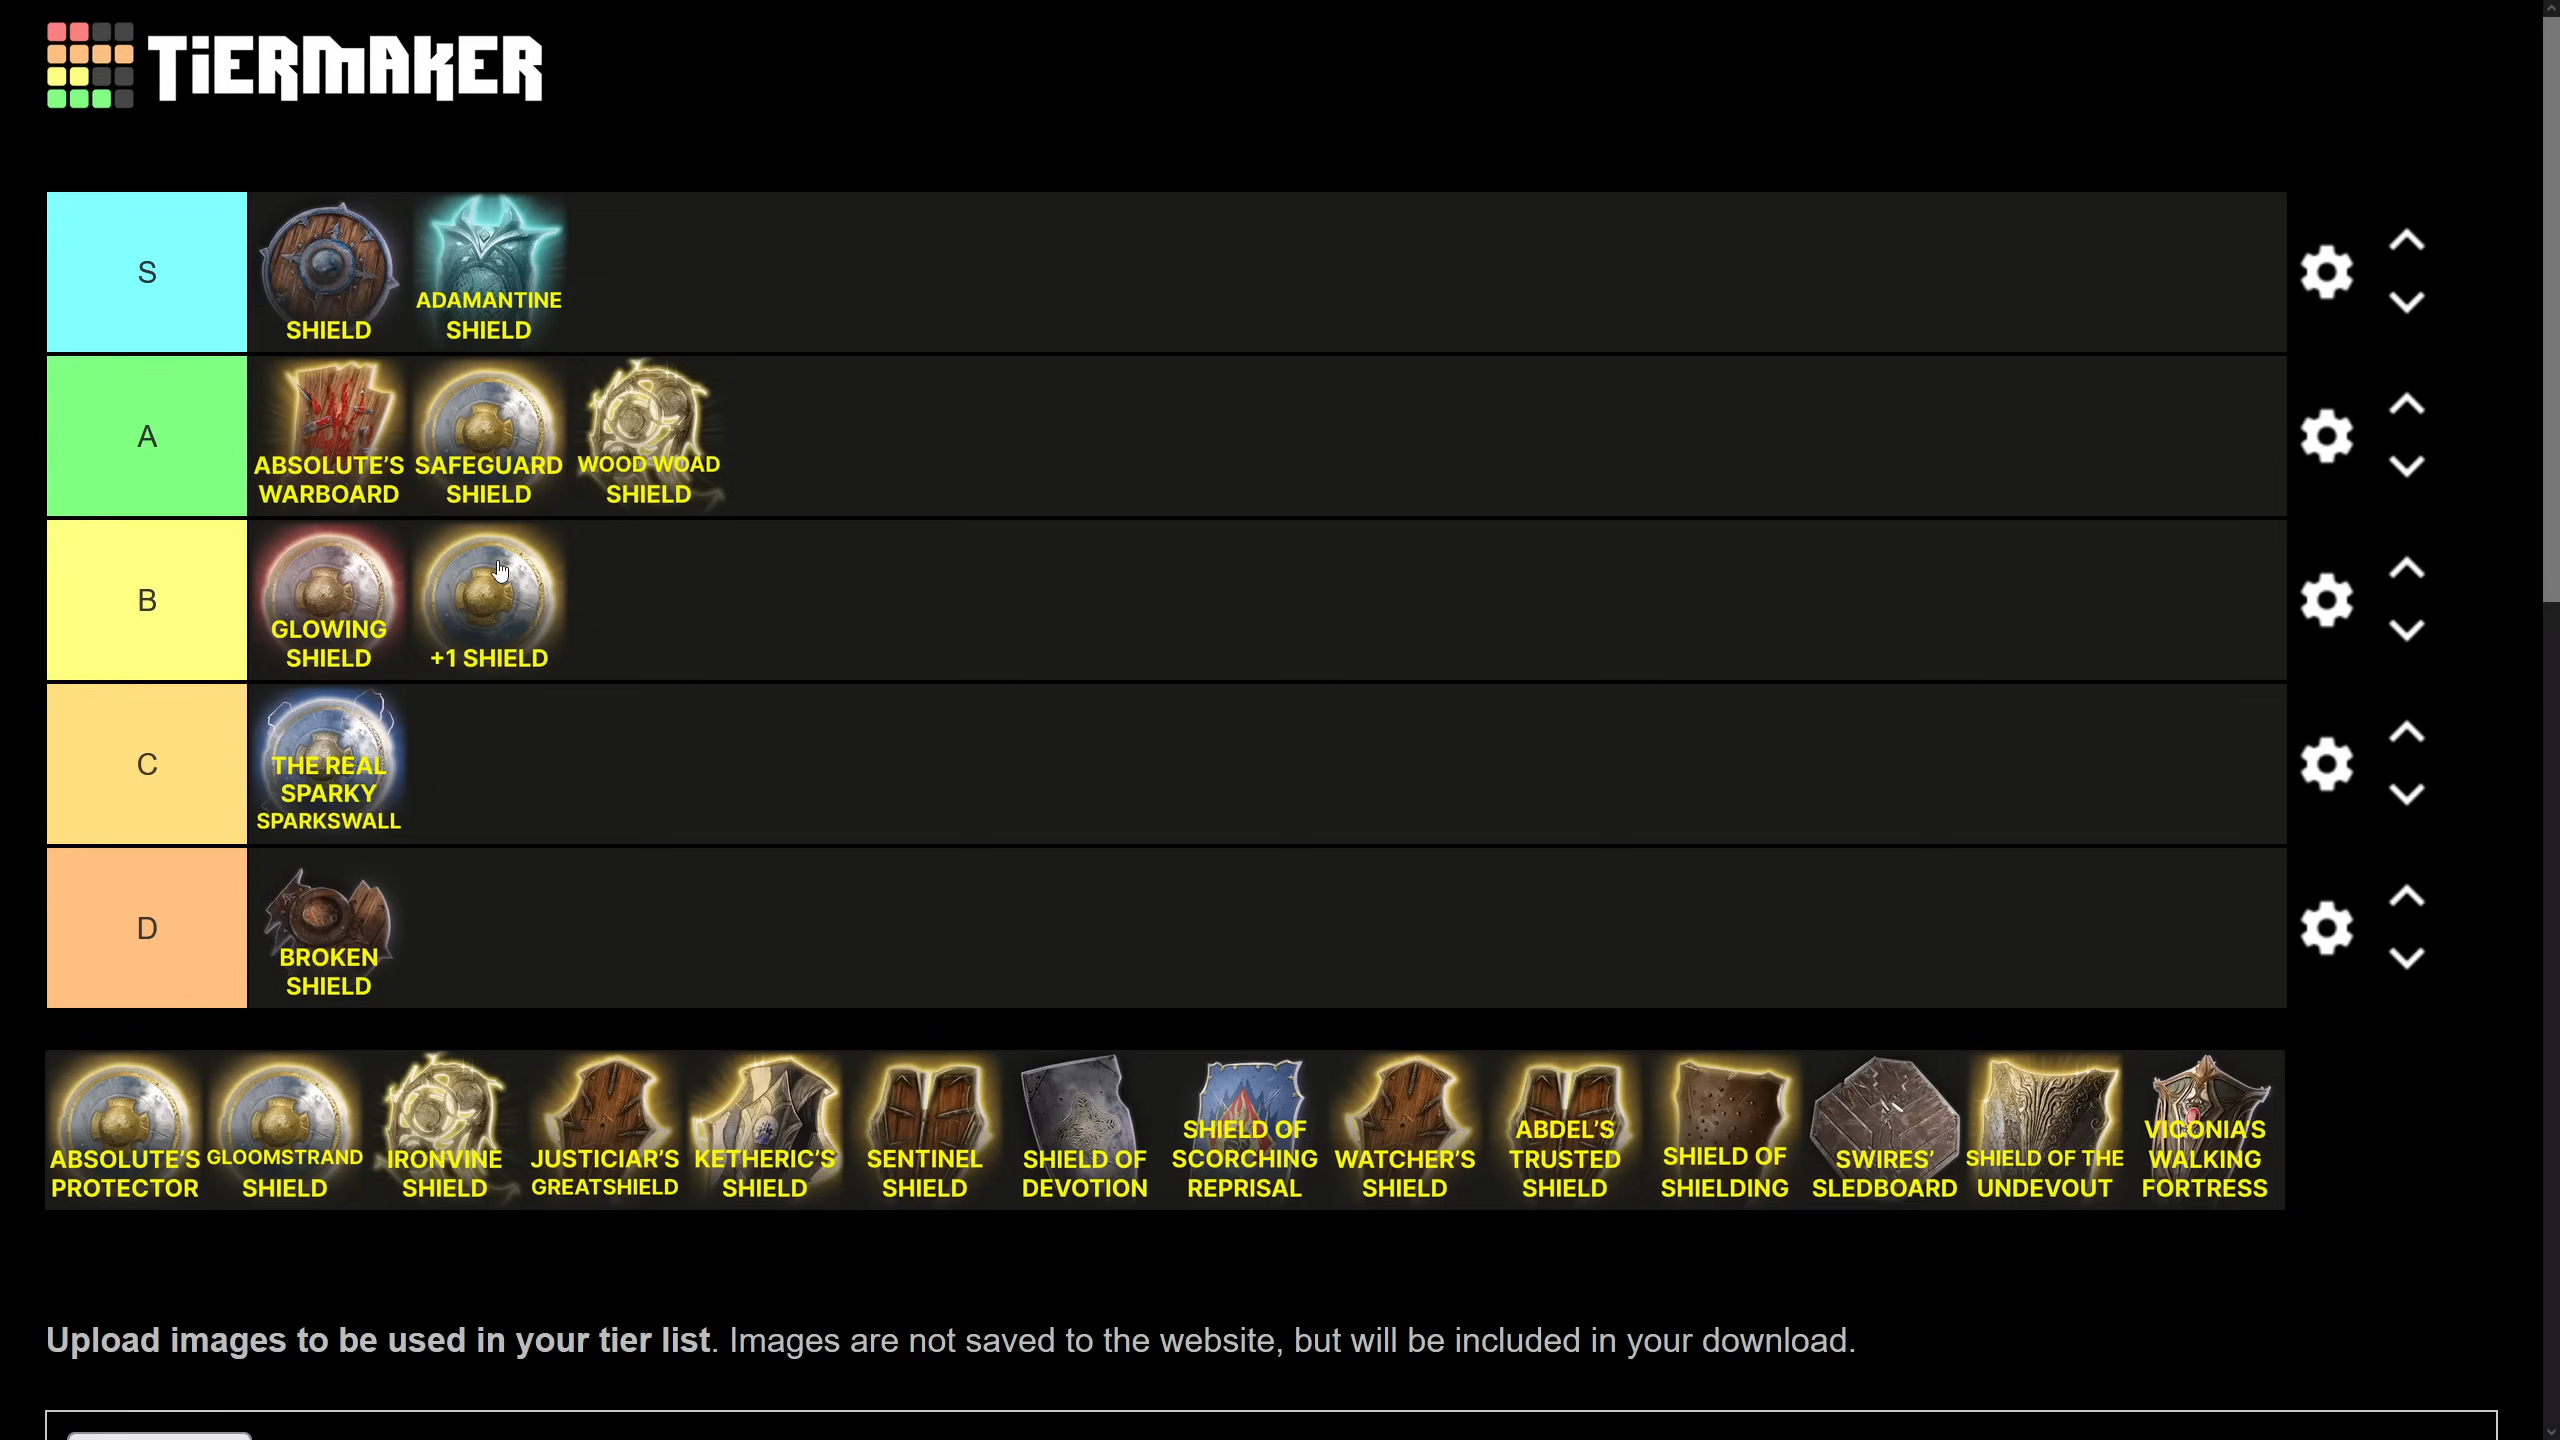 TiERMAKER
S
SHIELD
ADAMANTINE
SHIELD
A
ABSOLUTE'S
WARBOARD
SAFEGUARD
SHIELD
WOOD WOAD
SHIELD
B
GLOWING
SHIELD
+1 SHIELD
C
THE REAL
SPARKY
SPARKSWALL
D
BROKEN
SHIELD
ABSOLUTE'S
PROTECTOR
GLOOMSTRAND
SHIELD
IRONVINE
SHIELD
JUSTICIAR'S
GREATSHIELD
KETHERIC'S
SHIELD
SENTINEL
SHIELD
SHIELD OF
DEVOTION
SHIELD OF
SCORCHING
REPRISAL
WATCHER'S
SHIELD
ABDEL'S
TRUSTED
SHIELD
SHIELD OF
SHIELDING
SWIRES'
SLEDBOARD
SHIELD OF THE
UNDEVOUT
VICONIA'S
WALKING
FORTRESS
Upload images to be used in your tier list. Images are not saved to the website, but will be included in your download.